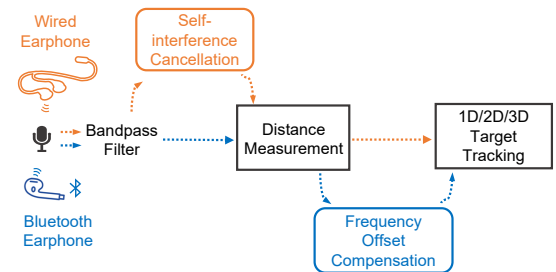 Wired
Earphone
Self-
interference
Cancellation
Bandpass
Filter
Distance
Measurement
1D/2D/3D
Target
Tracking
Bluetooth
Earphone
Frequency
Offset
Compensation